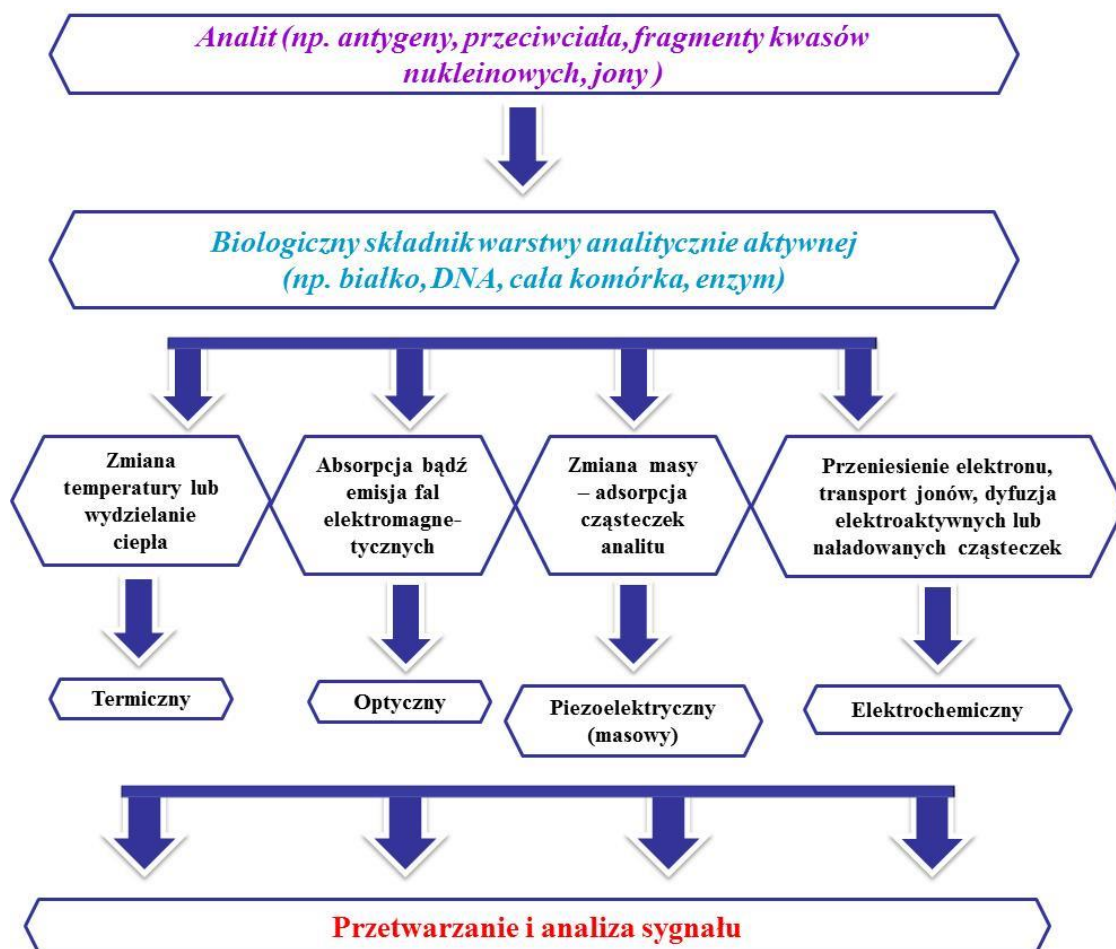 Analit (np. antygeny, przeciwciała, fragmenty kwasów
nukleinowych, jony )
Biologiczny składnik warstwy analitycznie aktywnej
(np. białko, DNA, cała komórka, enzym)
Zmiana
temperatury lub
wydzielanie
ciepła
Absorpcja bądź
emisja fal
elektromagne-
tycznych
Zmiana masy
– adsorpcja
cząsteczek
analitu
Przeniesienie elektronu,
transport jonów, dyfuzja
elektroaktywnych lub
naładowanych cząsteczek
Termiczny
Optyczny
Piezoelektryczny
(masowy)
Elektrochemiczny
Przetwarzanie i analiza sygnału